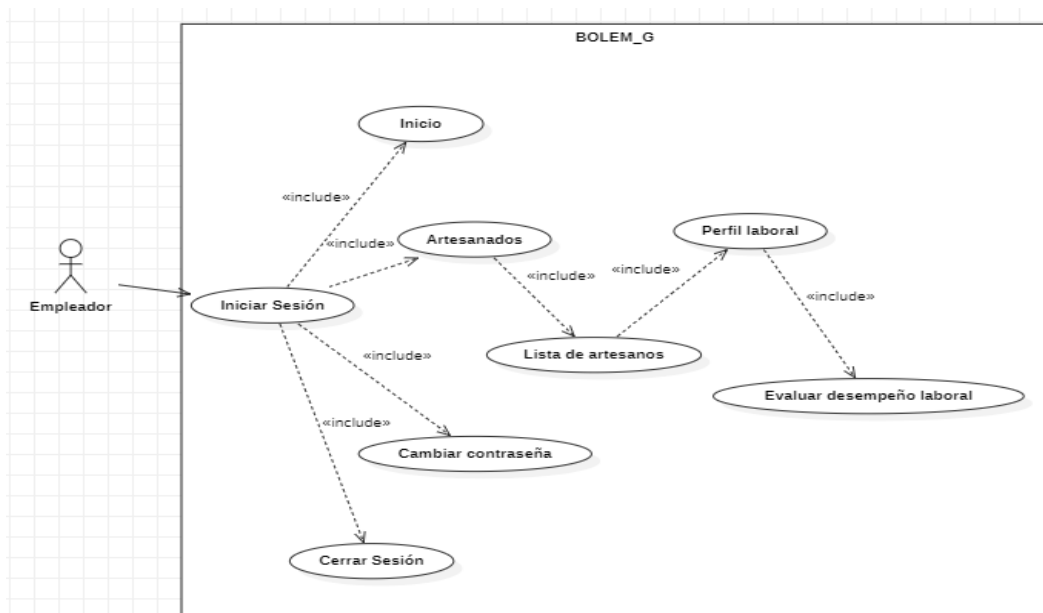 BOLEM_G
Inicio
«include»
«include»
Artesanados
Perfil laboral
«include»
«include»
Empleador
Iniciar Sesión
«include»
«include»
Lista de artesanos
Evaluar desempeño laboral
«include»
Cambiar contraseña
Cerrar Sesión